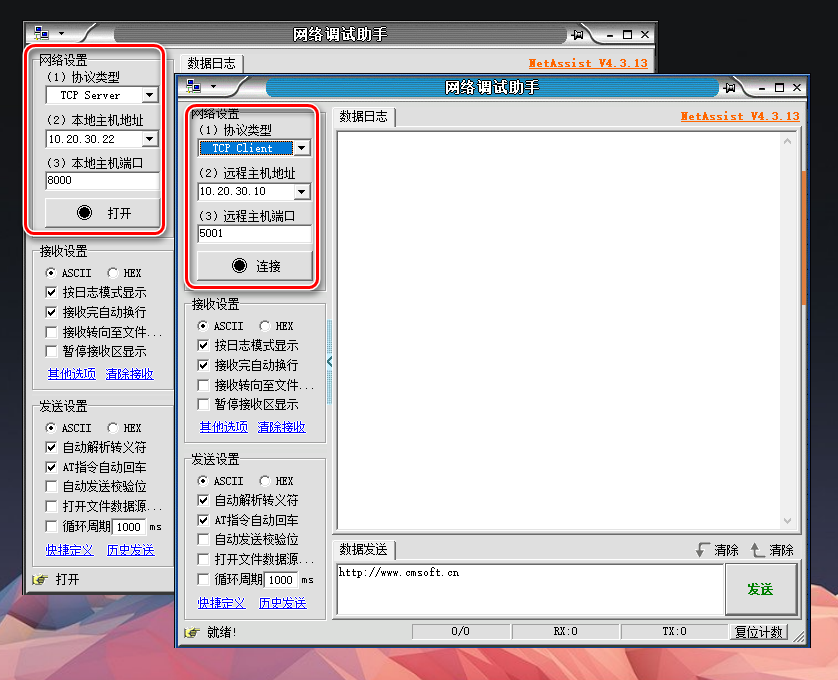 网络调试助手
网络设置
(1) 协议类型
TCP Server
(2) 本地主机地址
10.20.30.22
(3) 本地主机端口
8000
打开
接收设置
ASCII HEX
按日志模式显示
接收完自动换行
接收转向至文件...
暂停接收区显示
其他选项 清除接收
发送设置
ASCII HEX
自动解析转义符
AT指令自动回车
自动发送校验位
打开文件数据源...
循环周期 1000 ms
快捷定义 历史发送
打开
数据日志
NetAssist V4.3.13
网络调试助手
网络设置
(1) 协议类型
TCP Client
(2) 远程主机地址
10.20.30.10
(3) 远程主机端口
5001
连接
接收设置
ASCII HEX
按日志模式显示
接收完自动换行
接收转向至文件...
暂停接收区显示
其他选项 清除接收
发送设置
ASCII HEX
自动解析转义符
AT指令自动回车
自动发送校验位
打开文件数据源...
循环周期 1000 ms
快捷定义 历史发送
数据日志
NetAssist V4.3.13
数据发送 清除 清除
http://www.cmsoft.cn
发送
就绪! 0/0 RX:0 TX:0 复位计数